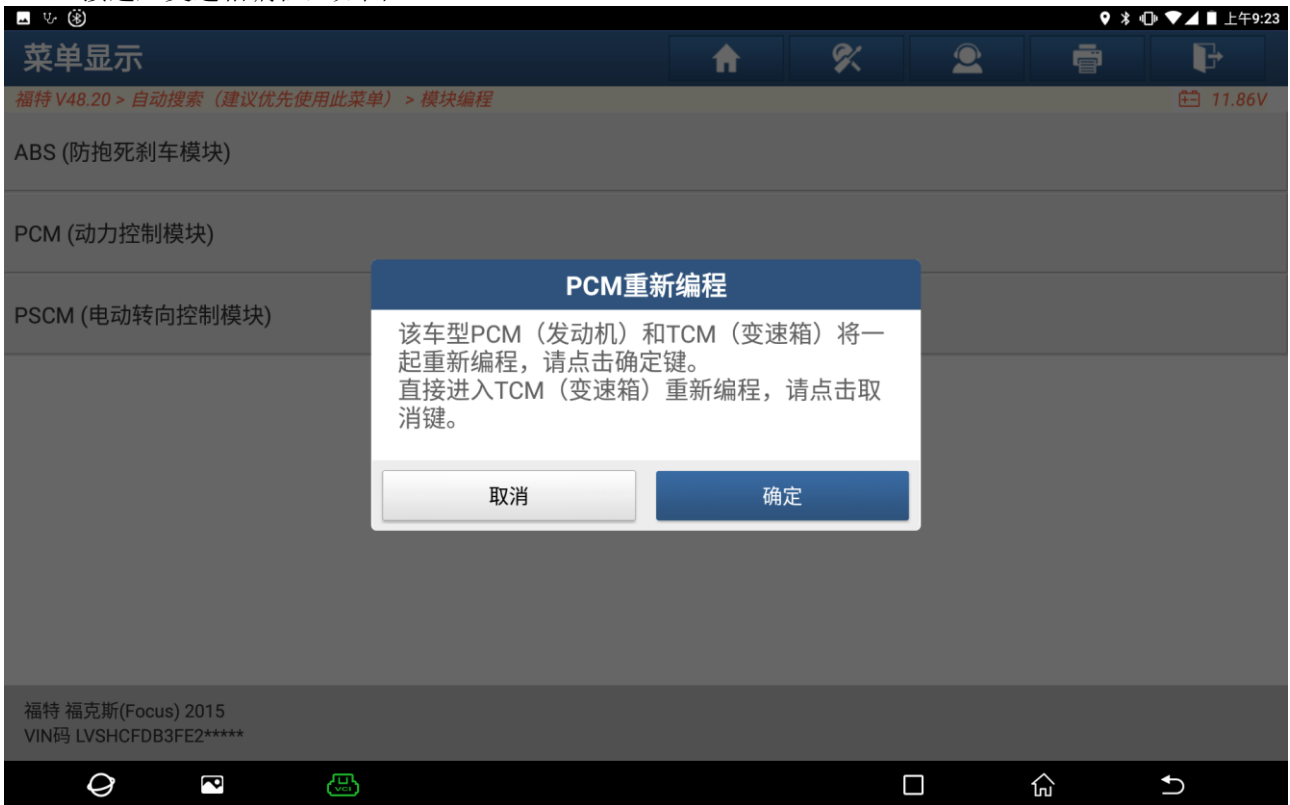 上午9:23
菜单显示
福特 V48.20 > 自动搜索（建议优先使用此菜单）> 模块编程
11.86V
ABS (防抱死刹车模块)
PCM (动力控制模块)
PSCM (电动转向控制模块)
PCM重新编程
该车型PCM（发动机）和TCM（变速箱）将一
起重新编程，请点击确定键。
直接进入TCM（变速箱）重新编程，请点击取
消键。
取消
确定
福特 福克斯(Focus) 2015
VIN码 LVSHCFDB3FE2*****
VCI